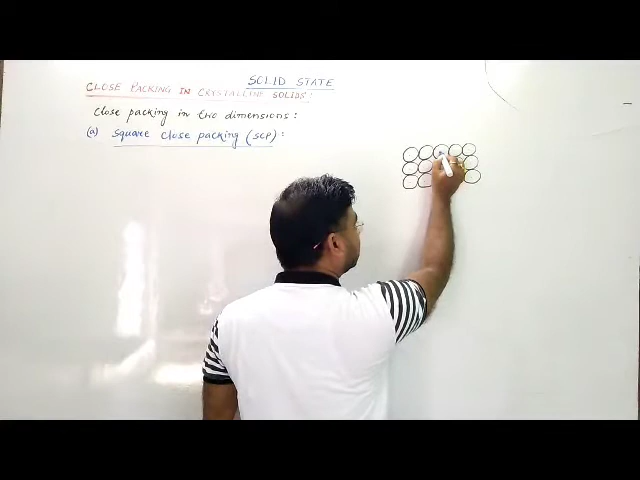 SOLID STATE
CLOSE PACKING IN CRYSTALLINE SOLIDS:
Close packing in two dimensions:
(a) Square close packing (SCP):